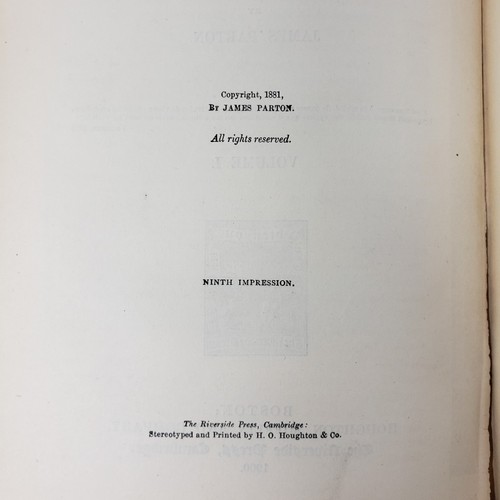 Copyright, 1881,
By JAMES PARTON.
All rights reserved.
NINTH IMPRESSION.
The Riverside Press, Cambridge:
Stereotyped and Printed by H. O. Houghton & Co.